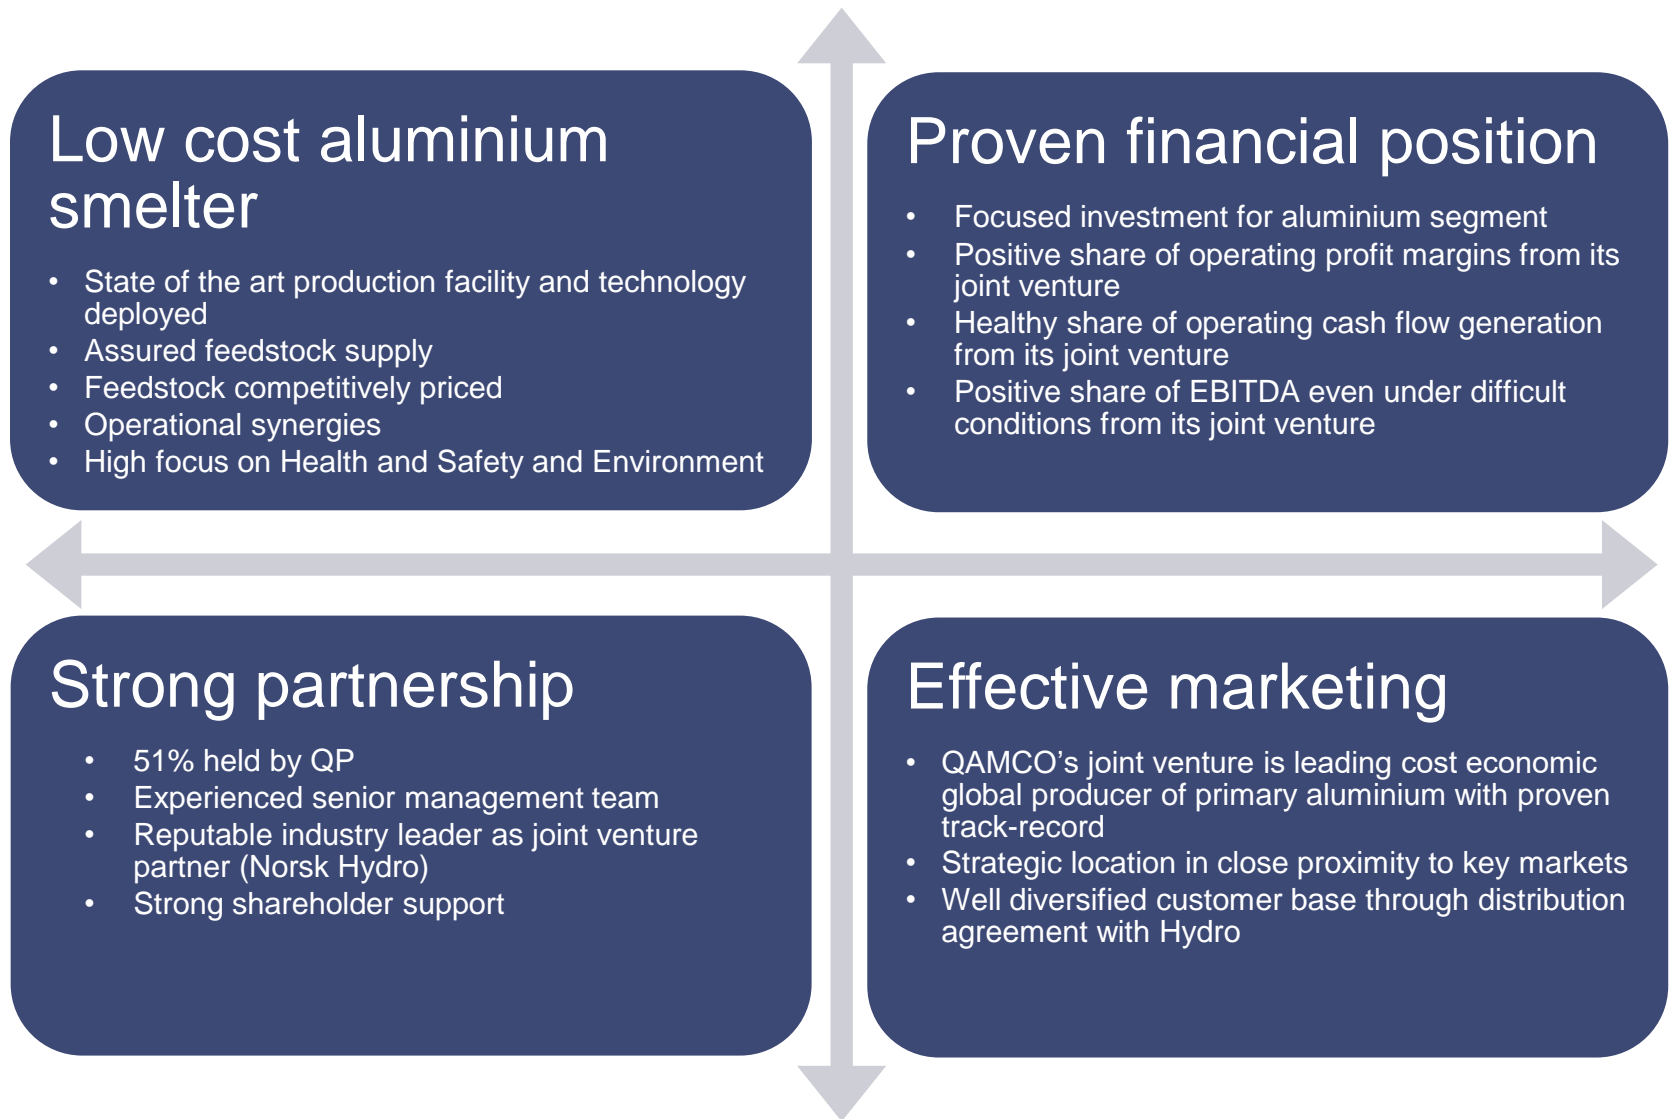 Low cost aluminium
smelter
• State of the art production facility and technology
deployed
• Assured feedstock supply
• Feedstock competitively priced
• Operational synergies
• High focus on Health and Safety and Environment
Proven financial position
• Focused investment for aluminium segment
• Positive share of operating profit margins from its
joint venture
• Healthy share of operating cash flow generation
from its joint venture
• Positive share of EBITDA even under difficult
conditions from its joint venture
Strong partnership
• 51% held by QP
• Experienced senior management team
• Reputable industry leader as joint venture
partner (Norsk Hydro)
• Strong shareholder support
Effective marketing
• QAMCO’s joint venture is leading cost economic
global producer of primary aluminium with proven
track-record
• Strategic location in close proximity to key markets
• Well diversified customer base through distribution
agreement with Hydro